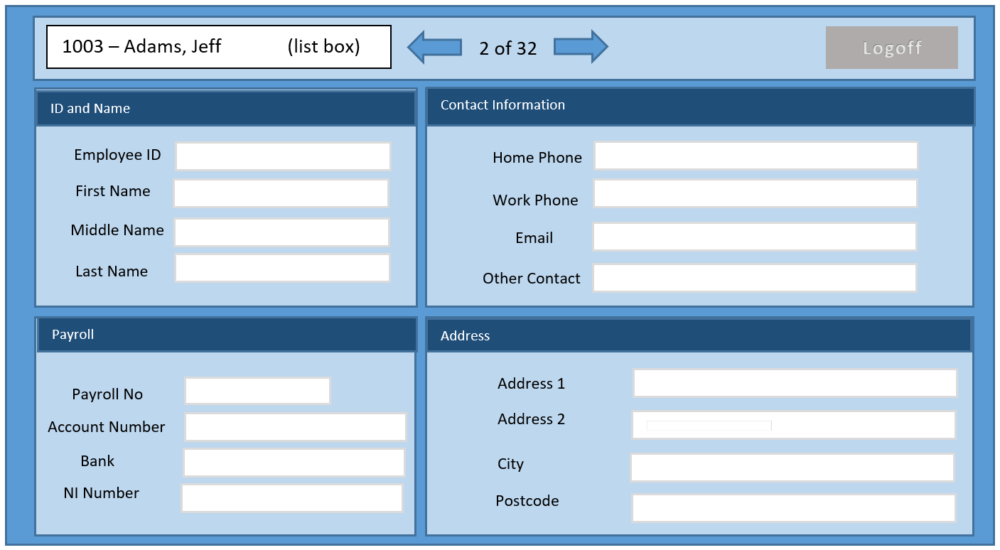 1003 – Adams, Jeff (list box)
2 of 32
Logoff
ID and Name
Employee ID
First Name
Middle Name
Last Name
Contact Information
Home Phone
Work Phone
Email
Other Contact
Payroll
Payroll No
Account Number
Bank
NI Number
Address
Address 1
Address 2
City
Postcode